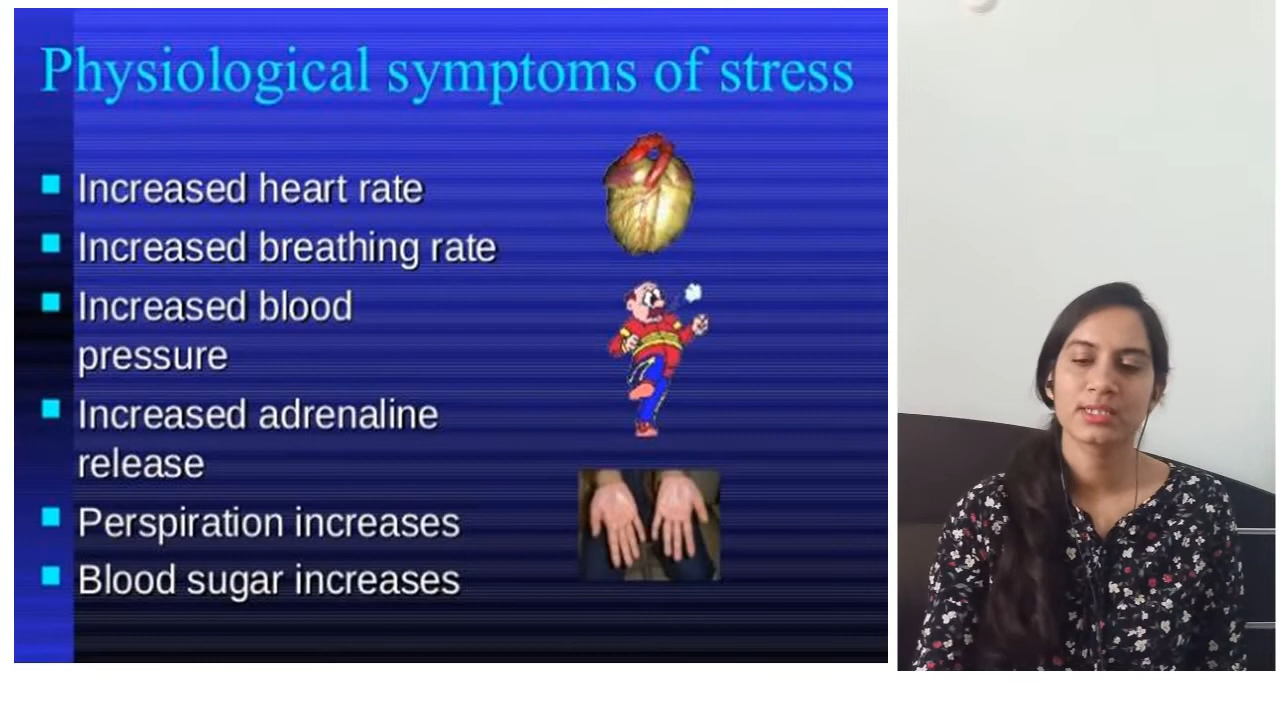 Physiological symptoms of stress
Increased heart rate
Increased breathing rate
Increased blood
pressure
Increased adrenaline
release
Perspiration increases
Blood sugar increases